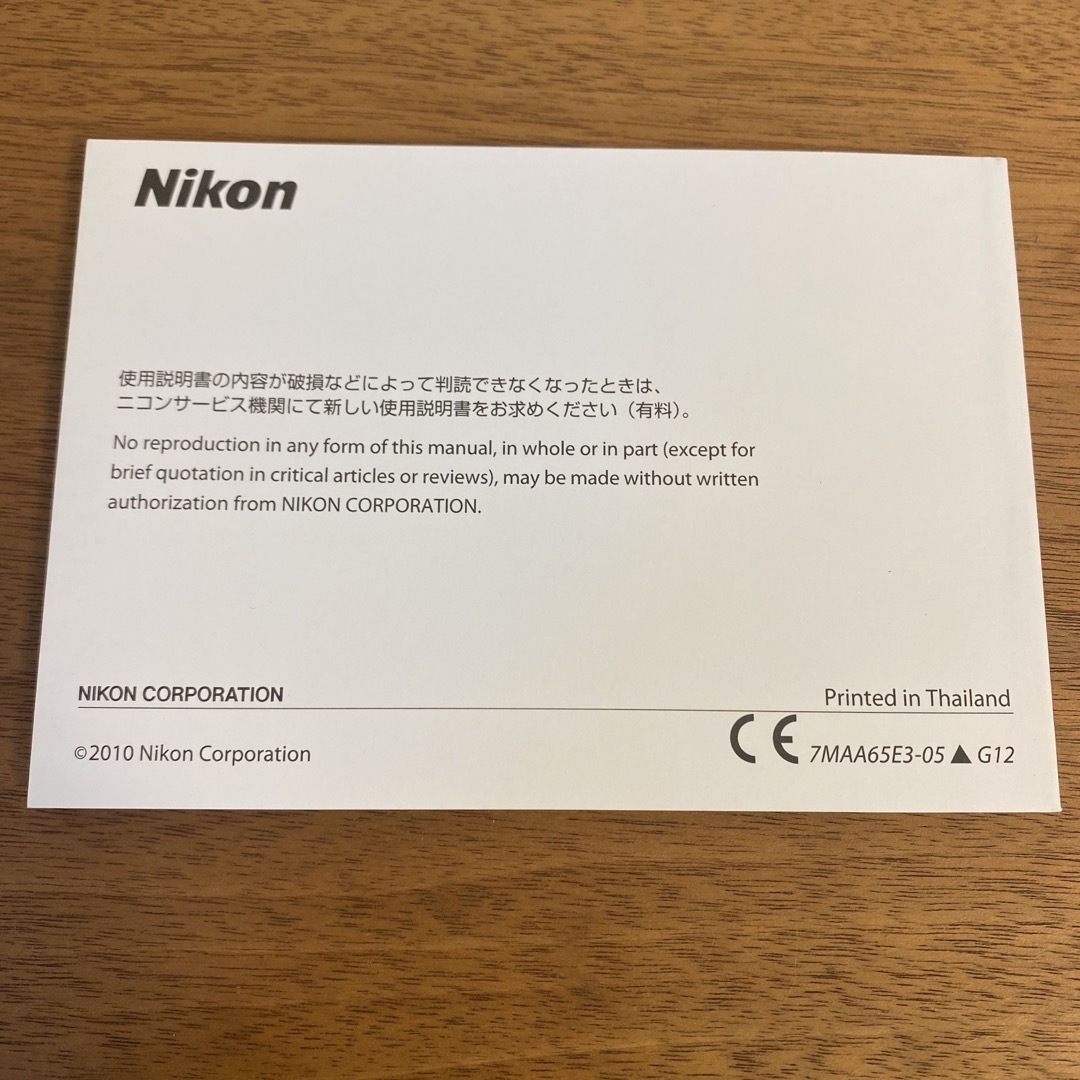 Nikon
使用説明書の内容が破損などによって判読できなくなったときは、
ニコンサービス機関にて新しい使用説明書をお求めください（有料）。
No reproduction in any form of this manual, in whole or in part (except for
brief quotation in critical articles or reviews), may be made without written
authorization from NIKON CORPORATION.
NIKON CORPORATION
Printed in Thailand
©2010 Nikon Corporation
CE 7MAA65E3-05▲G12